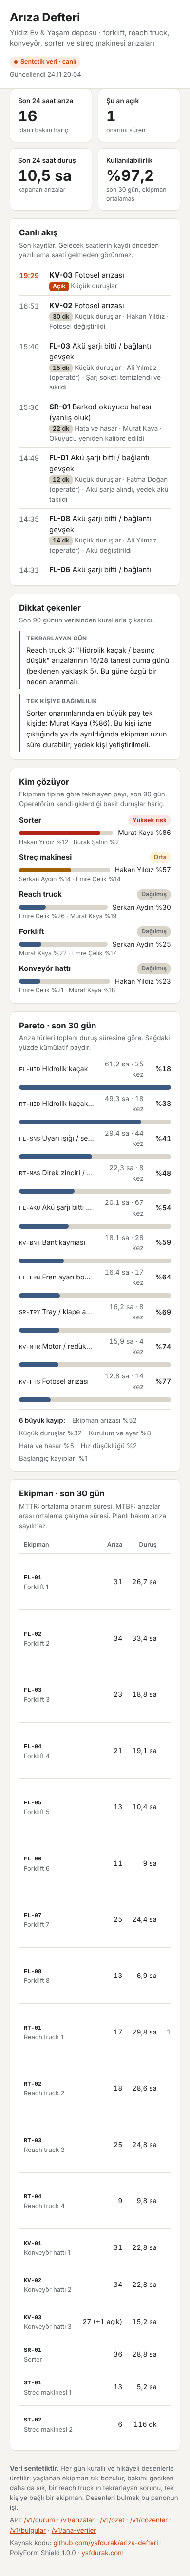 Arıza Defteri
Yıldız Ev & Yaşam deposu · forklift, reach truck,
konveyör, sorter ve streç makinesi arızaları
Sentetik veri · canlı
Güncellendi 24.11 20:04
Son 24 saat arıza
16
planlı bakım hariç
Şu an açık
1
onarımı süren
Son 24 saat duruş
10,5 sa
kapanan arızalar
Kullanılabilirlik
%97,2
son 30 gün, ekipman
ortalaması
Canlı akış
Son kayıtlar. Gelecek saatlerin kaydı önceden
yazılı ama saati gelmeden görünmez.
19:29 KV-03 Fotosel arızası
Açık Küçük duruşlar
16:51 KV-02 Fotosel arızası
30 dk Küçük duruşlar · Hakan Yıldız ·
Fotosel değiştirildi
15:40 FL-03 Akü şarjı bitti / bağlantı
gevşek
15 dk Küçük duruşlar · Ali Yılmaz
(operatör) · Şarj soketi temizlendi ve
sıkıldı
15:30 SR-01 Barkod okuyucu hatası
(yanlış oluk)
22 dk Hata ve hasar · Murat Kaya ·
Okuyucu yeniden kalibre edildi
14:49 FL-01 Akü şarjı bitti / bağlantı
gevşek
12 dk Küçük duruşlar · Fatma Doğan
(operatör) · Akü şarja alındı, yedek akü
takıldı
14:35 FL-08 Akü şarjı bitti / bağlantı
gevşek
14 dk Küçük duruşlar · Ali Yılmaz
(operatör) · Akü değiştirildi
14:31 FL-06 Akü şarjı bitti / bağlantı
Dikkat çekenler
Son 90 günün verisinden kurallarla çıkarıldı.
TEKRARLAYAN GÜN
Reach truck 3: "Hidrolik kaçak / basınç
düşük" arızalarının 16/28 tanesi cuma günü
(beklenen yaklaşık 5). Bu güne özgü bir
neden aranmalı.
TEK KİŞİYE BAĞIMLILIK
Sorter onarımlarında en büyük pay tek
kişide: Murat Kaya (%86). Bu kişi izne
çıktığında ya da ayrıldığında bu ekipmanın uzun
süre durabilir; yedek kişi yetiştirilmeli.
Kim çözüyor
Ekipman tipine göre teknisyen payı, son 90 gün.
Operatörün kendi giderdiği basit duruşlar hariç.
Sorter Yüksek risk
Murat Kaya %86
Hakan Yıldız %12 · Burak Şahin %2
Streç makinesi Orta
Hakan Yıldız %57
Serkan Aydın %14 · Emre Çelik %14
Reach truck Dağılmış
Serkan Aydın %30
Emre Çelik %26 · Murat Kaya %19
Forklift Dağılmış
Serkan Aydın %25
Murat Kaya %22 · Emre Çelik %17
Konveyör hattı Dağılmış
Hakan Yıldız %23
Emre Çelik %21 · Murat Kaya %18
Pareto · son 30 gün
Arıza türleri toplam duruş süresine göre. Sağdaki
yüzde kümülatif paydır.
FL-HID Hidrolik kaçak 61,2 sa · 25 kez %18
RT-HID Hidrolik kaçak... 49,3 sa · 18 kez %33
FL-SNS Uyarı ışığı / se... 29,4 sa · 44 kez %41
RT-MAS Direk zinciri / ... 22,3 sa · 8 kez %48
FL-AKU Akü şarjı bitti ... 20,1 sa · 67 kez %54
KV-BNT Bant kayması 18,1 sa · 28 kez %59
FL-FRN Fren ayarı bo... 16,4 sa · 17 kez %64
SR-TRY Tray / klape a... 16,2 sa · 8 kez %69
KV-MTR Motor / redük... 15,9 sa · 4 kez %74
KV-FTS Fotosel arızası 12,8 sa · 14 kez %77
6 büyük kayıp: Ekipman arızası %52
Küçük duruşlar %32 Kurulum ve ayar %8
Hata ve hasar %5 Hız düşüklüğü %2
Başlangıç kayıpları %1
Ekipman · son 30 gün
MTTR: ortalama onarım süresi. MTBF: arızalar
arası ortalama çalışma süresi. Planlı bakım arıza
sayılmaz.
Ekipman Arıza Duruş
FL-01
Forklift 1 31 26,7 sa
FL-02
Forklift 2 34 33,4 sa
FL-03
Forklift 3 23 18,8 sa
FL-04
Forklift 4 21 19,1 sa
FL-05
Forklift 5 13 10,4 sa
FL-06
Forklift 6 11 9 sa
FL-07
Forklift 7 25 24,4 sa
FL-08
Forklift 8 13 6,9 sa
RT-01
Reach truck 1 17 29,8 sa 1
RT-02
Reach truck 2 18 28,6 sa
RT-03
Reach truck 3 25 24,8 sa
RT-04
Reach truck 4 9 9,8 sa
KV-01
Konveyör hattı 1 31 22,8 sa
KV-02
Konveyör hattı 2 34 22,8 sa
KV-03
Konveyör hattı 3 27 (+1 açık) 15,2 sa
SR-01
Sorter 36 28,8 sa
ST-01
Streç makinesi 1 13 5,2 sa
ST-02
Streç makinesi 2 6 116 dk
Veri sentetiktir. Her gün kurallı ve hikâyeli desenlerle
üretilir: yaşlanan ekipman sık bozulur, bakımı geciken
daha da sık, bir reach truck'ın tekrarlayan sorunu, tek
kişinin bildiği onarım. Desenleri bulmak bu panonun
işi.
API: /v1/durum · /v1/arizalar · /v1/ozet · /v1/cozenler ·
/v1/bulgular · /v1/ana-veriler
Kaynak kodu: github.com/ysfdurak/ariza-defteri ·
PolyForm Shield 1.0.0 · ysfdurak.com